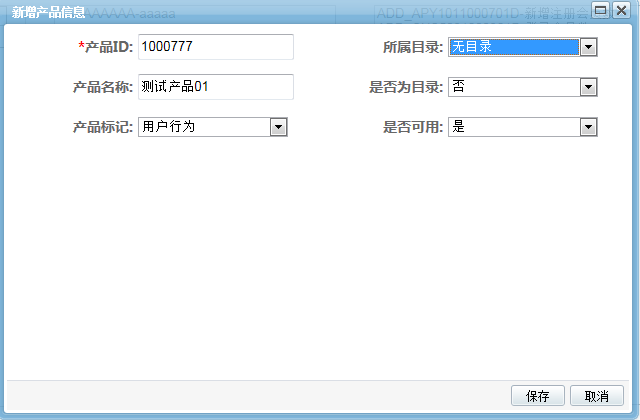 新增产品信息
*产品ID: 1000777 所属目录: 无目录
产品名称: 测试产品01 是否为目录: 否
产品标记: 用户行为 是否可用: 是
保存 取消